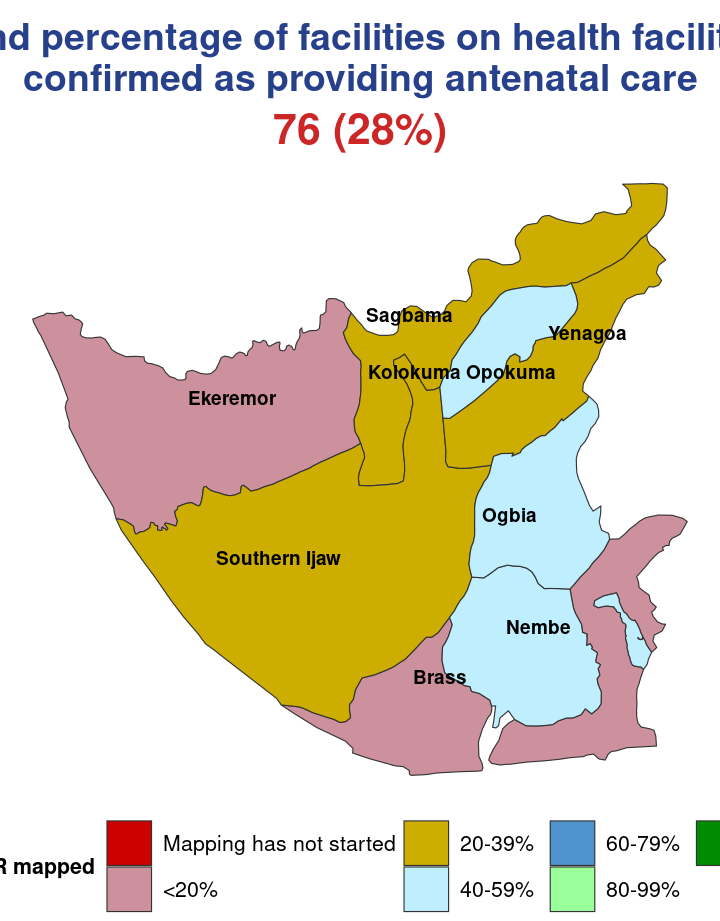 percentage of facilities on health
confirmed as providing antenatal care
76 (28%)
Sagbama
Yenagoa
Kolokuma Opokuma
Ekeremor
Ogbia
Southern Ijaw
Nembe
Brass
mapped
Mapping has not started
20-39%
60-79%
<20%
40-59%
80-99%